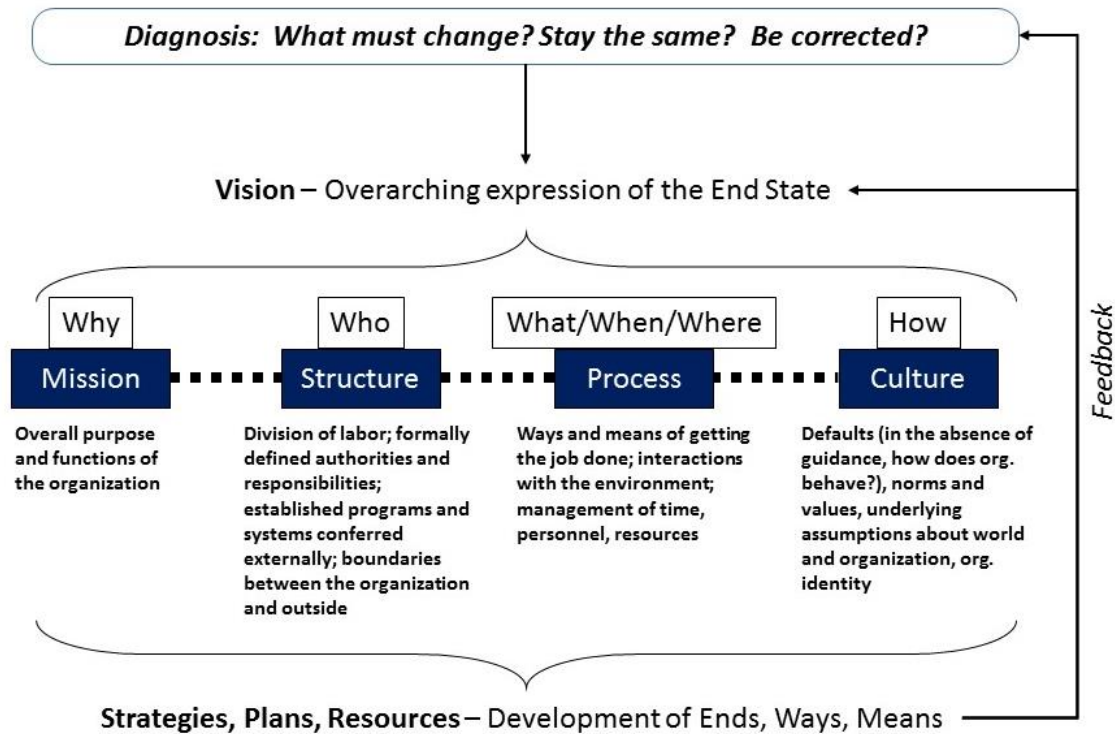 Diagnosis: What must change? Stay the same? Be corrected?
Vision – Overarching expression of the End State
Why
Mission
Overall purpose
and functions of
the organization
Who
Structure
Division of labor; formally
defined authorities and
responsibilities;
established programs and
systems conferred
externally; boundaries
between the organization
and outside
What/When/Where
Process
Ways and means of getting
the job done; interactions
with the environment;
management of time,
personnel, resources
How
Culture
Defaults (in the absence of
guidance, how does org.
behave?), norms and
values, underlying
assumptions about world
and organization, org.
identity
Feedback
Strategies, Plans, Resources – Development of Ends, Ways, Means